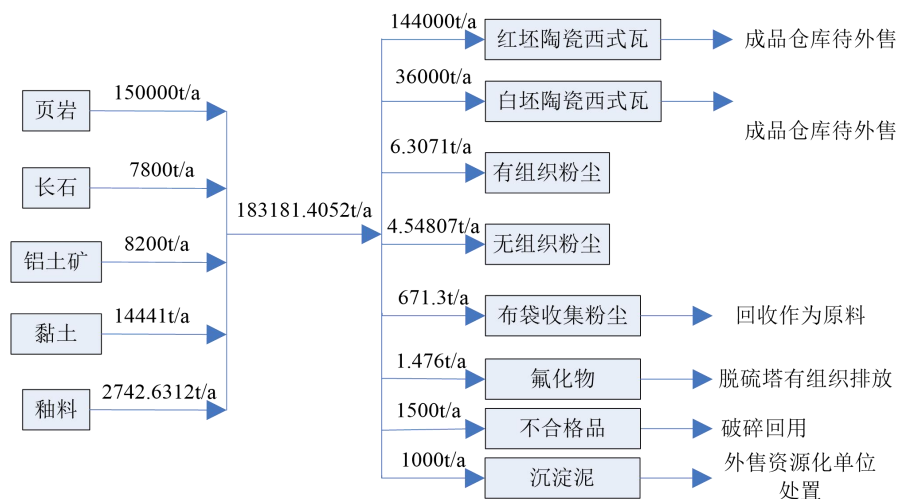 页岩
150000t/a
长石
7800t/a
铝土矿
8200t/a
黏土
14441t/a
釉料
2742.6312t/a
183181.4052t/a
144000t/a
红坯陶瓷西式瓦
成品仓库待外售
36000t/a
白坯陶瓷西式瓦
成品仓库待外售
6.3071t/a
有组织粉尘
4.54807t/a
无组织粉尘
671.3t/a
布袋收集粉尘
回收作为原料
1.476t/a
氟化物
脱硫塔有组织排放
1500t/a
不合格品
破碎回用
1000t/a
沉淀泥
外售资源化单位
处置